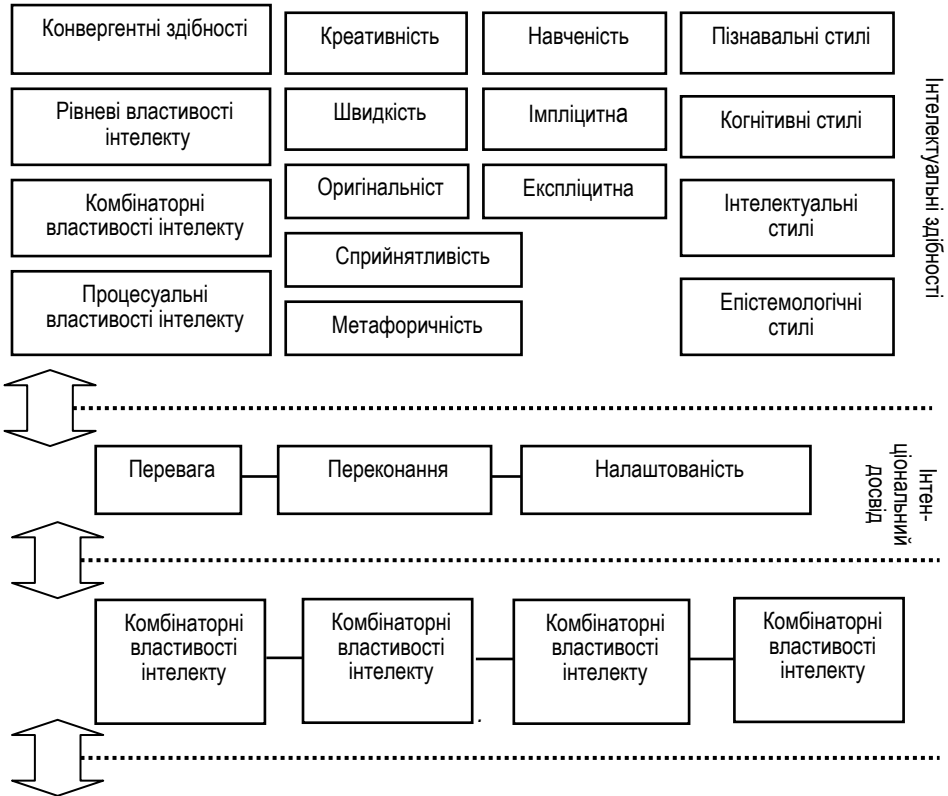 Конвергентні здібності
Креативність
Навченість
Пізнавальні стилі
Рівневі властивості
інтелекту
Швидкість
Імпліцитна
Когнітивні стилі
Комбінаторні
властивості інтелекту
Оригінальніст
Експліцитна
Інтелектуальні
стилі
Процесуальні
властивості інтелекту
Сприйнятливість
Метафоричність
Епістемологічні
стилі
Інтелектуальні здібності
Перевага
Переконання
Налаштованість
Інтен-
ціональний
досвід
Комбінаторні
властивості
інтелекту
Комбінаторні
властивості
інтелекту
.
Комбінаторні
властивості
інтелекту
Комбінаторні
властивості
інтелекту